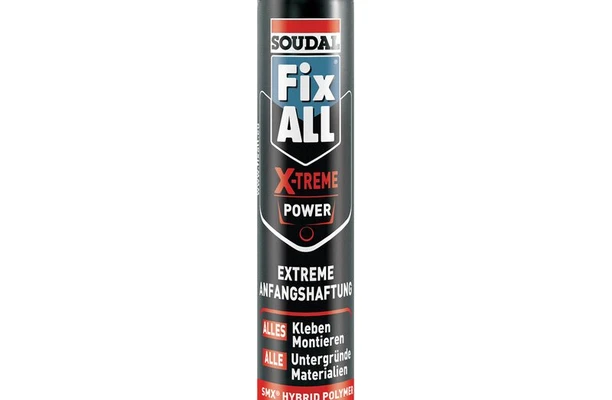 SOUDAL
Fix
ALL
X-TREME
POWER
EXTREME
ANFANGSHAFTUNG
ALLES Kleben
Montieren
ALLE Untergründe
Materialien
SMX® HYBRID POLYMER